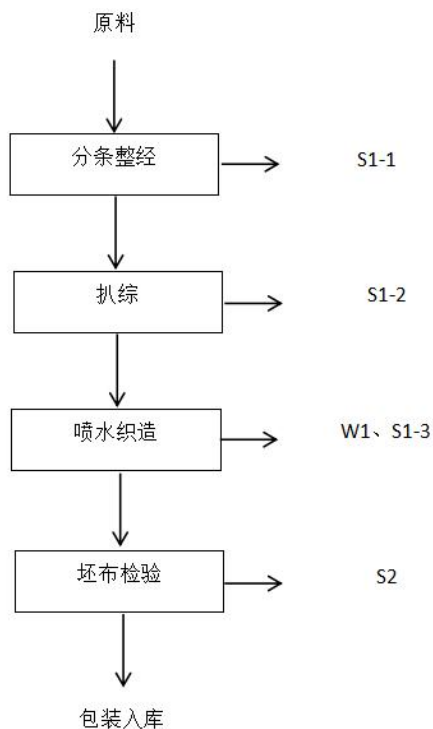 原料
分条整经
S1-1
扒综
S1-2
喷水织造
W1、S1-3
坯布检验
S2
包装入库